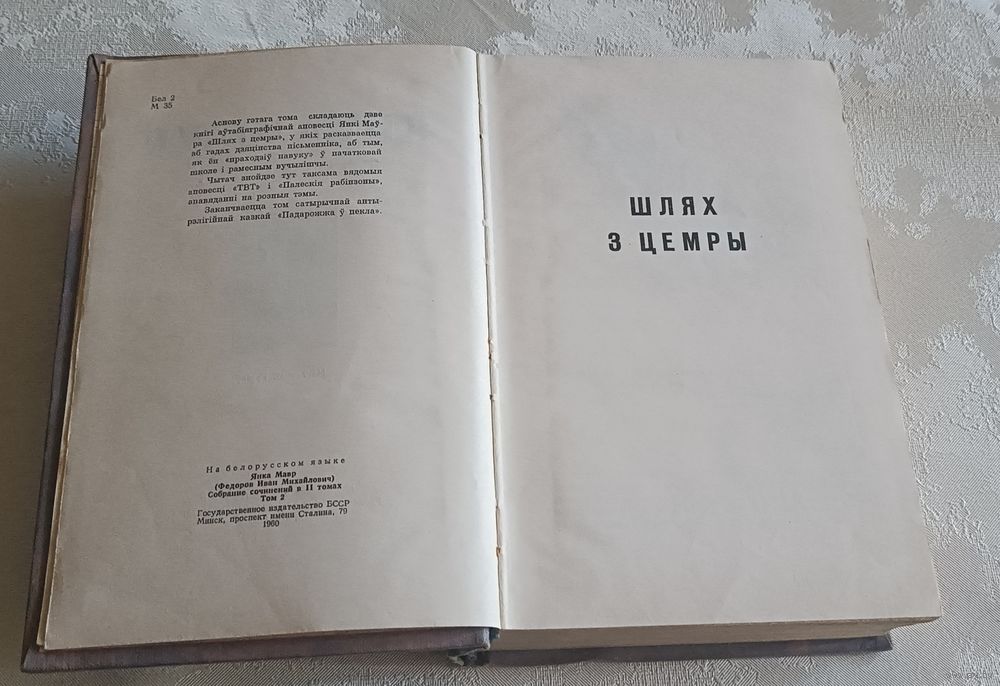 Бел 2
М 35
Аснову гэтага тома складаюць дзве
кнігі аўтабіяграфічнай аповесці Янкі Маў-
ра «Шлях з цемры», у якіх расказваецца
аб гадах дзяцінства пісьменніка, аб тым,
як ён «праходзіў навуку» ў пачатковай
школе і рамесным вучылішчы.
Чытач знойдзе тут таксама вядомыя
аповесці «ТВТ» і «Палескія рабінзоны»,
апавяданні на розныя тэмы.
Заканчваецца том сатырычнай анты-
рэлігійнай казкай «Падарожжа ў пекла».
На белорусском языке
Янка Мавр
(Федоров Иван Михайлович)
Собрание сочинений в II томах
Том 2
Государственное издательство БССР
Минск, проспект имени Сталина, 79
1960
ШЛЯХ
З ЦЕМРЫ